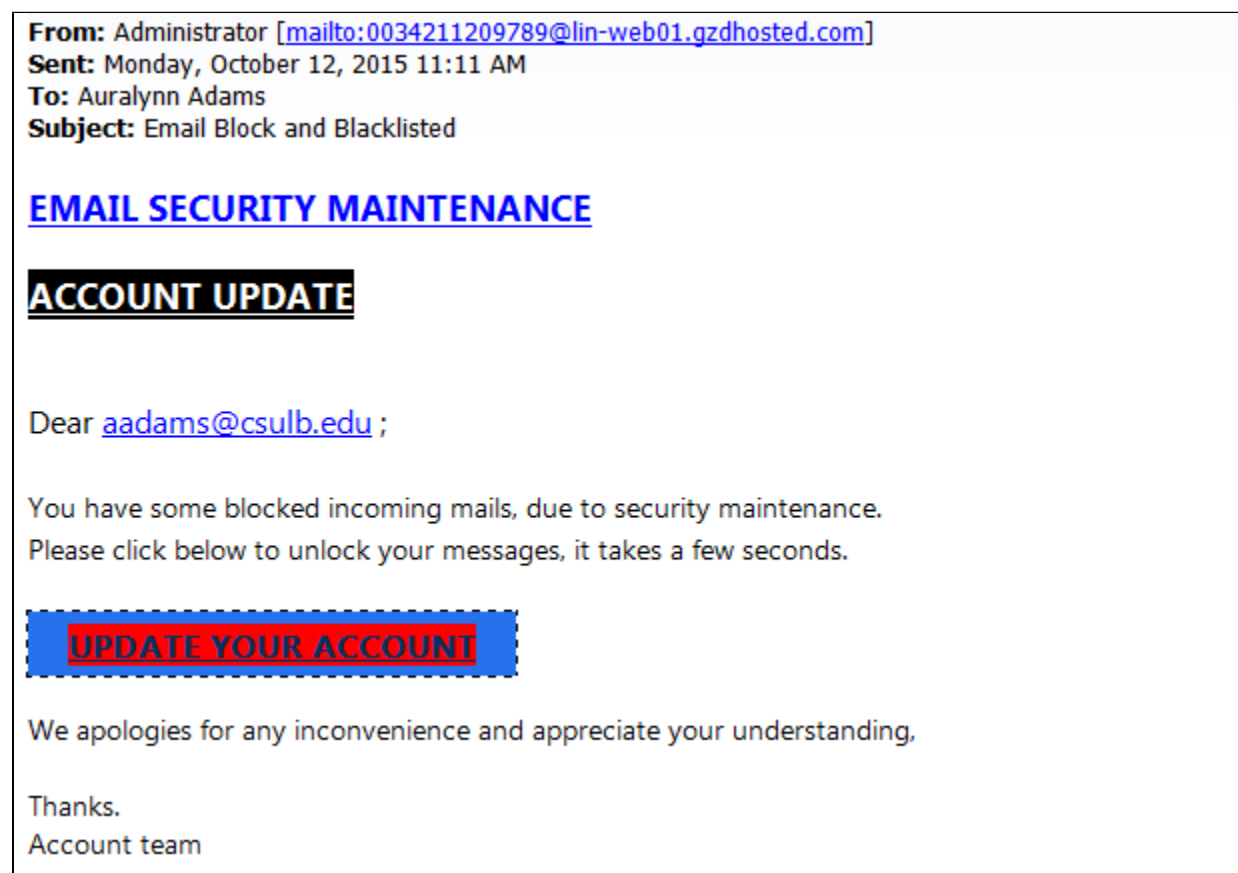 From: Administrator [mailto:0034211209789@lin-web01.gzdhosted.com]
Sent: Monday, October 12, 2015 11:11 AM
To: Auralynn Adams
Subject: Email Block and Blacklisted
EMAIL SECURITY MAINTENANCE
ACCOUNT UPDATE
Dear aadams@csulb.edu ;
You have some blocked incoming mails, due to security maintenance.
Please click below to unlock your messages, it takes a few seconds.
UPDATE YOUR ACCOUNT
We apologies for any inconvenience and appreciate your understanding,
Thanks.
Account team